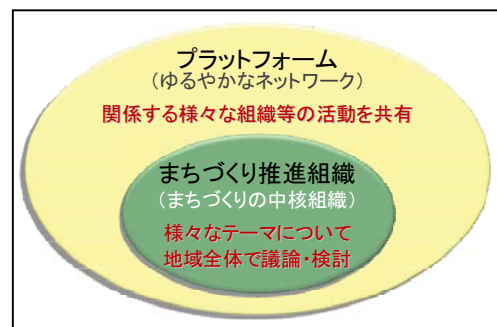 プラットフォーム
（ゆるやかなネットワーク）
関係する様々な組織等の活動を共有
まちづくり推進組織
（まちづくりの中核組織）
様々なテーマについて
地域全体で議論・検討